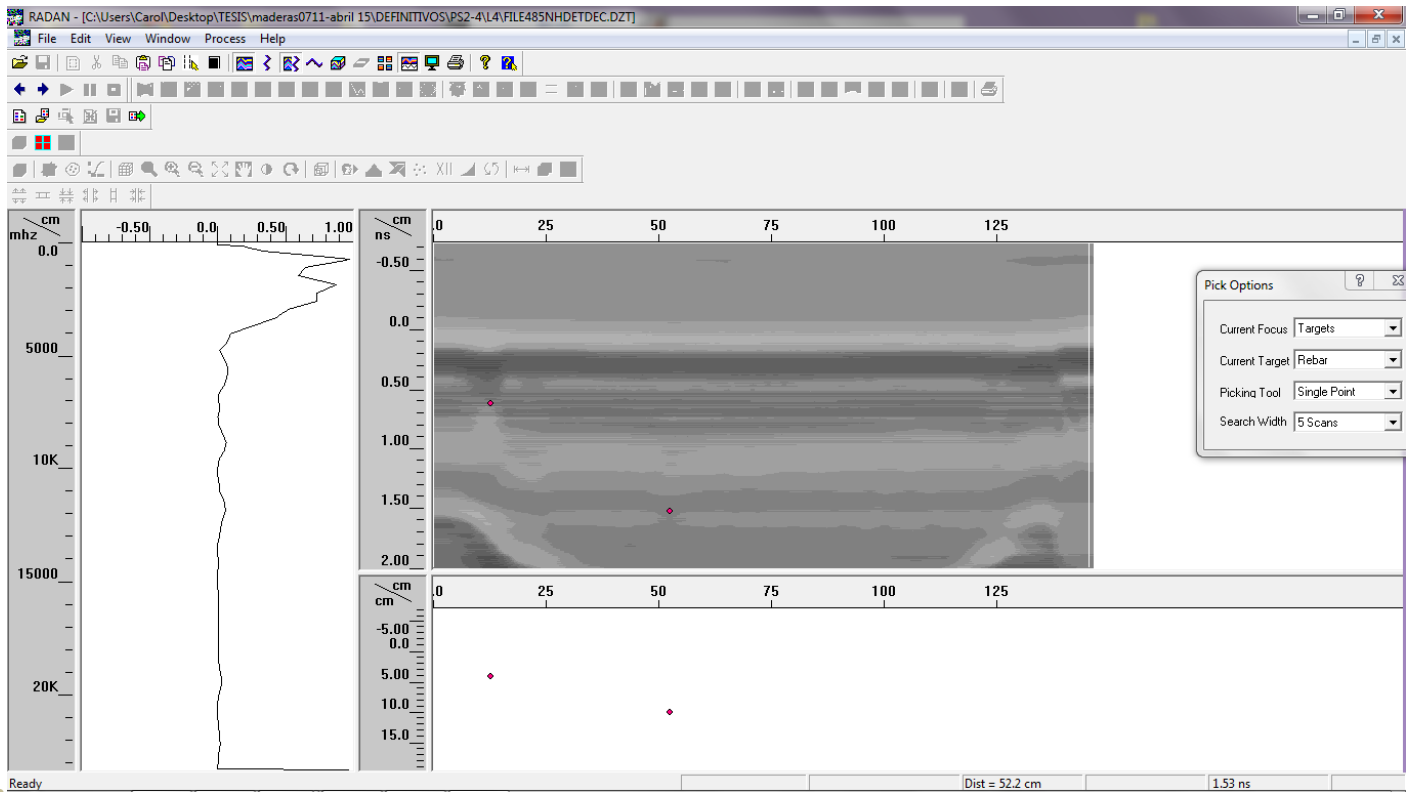 RADAN - [C:\Users\Carol\Desktop\TESIS\maderas0711-abril 15\DEFINITIVOS\PS2-4\L4\FILE485NHDETDEC.DZT]
File Edit View Window Process Help
XII
cm
mhz
-0.50 0.0 0.50 1.00
cm
ns
.0 25 50 75 100 125
0.0
5000
10K
15000
20K
-0.50
0.0
0.50
1.00
1.50
2.00
Pick Options
Current Focus Targets
Current Target Rebar
Picking Tool Single Point
Search Width 5 Scans
cm
cm
.0 25 50 75 100 125
-5.00
0.0
5.00
10.0
15.0
Ready Dist = 52.2 cm 1.53 ns